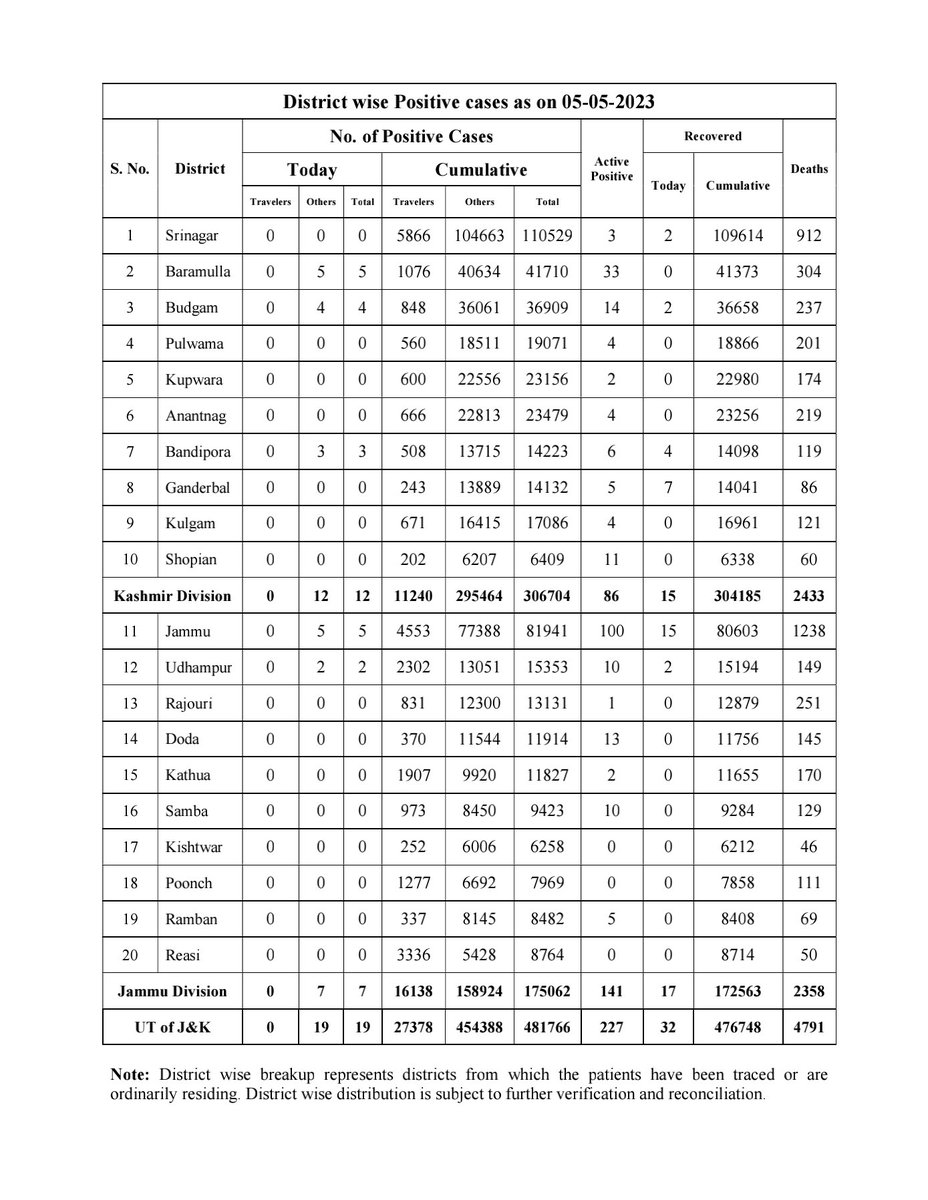 District wise Positive cases as on 05-05-2023
S. No. District No. of Positive Cases Active Positive Recovered Deaths
Today Cumulative Today Cumulative
Travelers Others Total Travelers Others Total
1 Srinagar 0 0 0 5866 104663 110529 3 2 109614 912
2 Baramulla 0 5 5 1076 40634 41710 33 0 41373 304
3 Budgam 0 4 4 848 36061 36909 14 2 36658 237
4 Pulwama 0 0 0 560 18511 19071 4 0 18866 201
5 Kupwara 0 0 0 600 22556 23156 2 0 22980 174
6 Anantnag 0 0 0 666 22813 23479 4 0 23256 219
7 Bandipora 0 3 3 508 13715 14223 6 4 14098 119
8 Ganderbal 0 0 0 243 13889 14132 5 7 14041 86
9 Kulgam 0 0 0 671 16415 17086 4 0 16961 121
10 Shopian 0 0 0 202 6207 6409 11 0 6338 60
Kashmir Division 0 12 12 11240 295464 306704 86 15 304185 2433
11 Jammu 0 5 5 4553 77388 81941 100 15 80603 1238
12 Udhampur 0 2 2 2302 13051 15353 10 2 15194 149
13 Rajouri 0 0 0 831 12300 13131 1 0 12879 251
14 Doda 0 0 0 370 11544 11914 13 0 11756 145
15 Kathua 0 0 0 1907 9920 11827 2 0 11655 170
16 Samba 0 0 0 973 8450 9423 10 0 9284 129
17 Kishtwar 0 0 0 252 6006 6258 0 0 6212 46
18 Poonch 0 0 0 1277 6692 7969 0 0 7858 111
19 Ramban 0 0 0 337 8145 8482 5 0 8408 69
20 Reasi 0 0 0 3336 5428 8764 0 0 8714 50
Jammu Division 0 7 7 16138 158924 175062 141 17 172563 2358
UT of J&K 0 19 19 27378 454388 481766 227 32 476748 4791
Note: District wise breakup represents districts from which the patients have been traced or are
ordinarily residing. District wise distribution is subject to further verification and reconciliation.